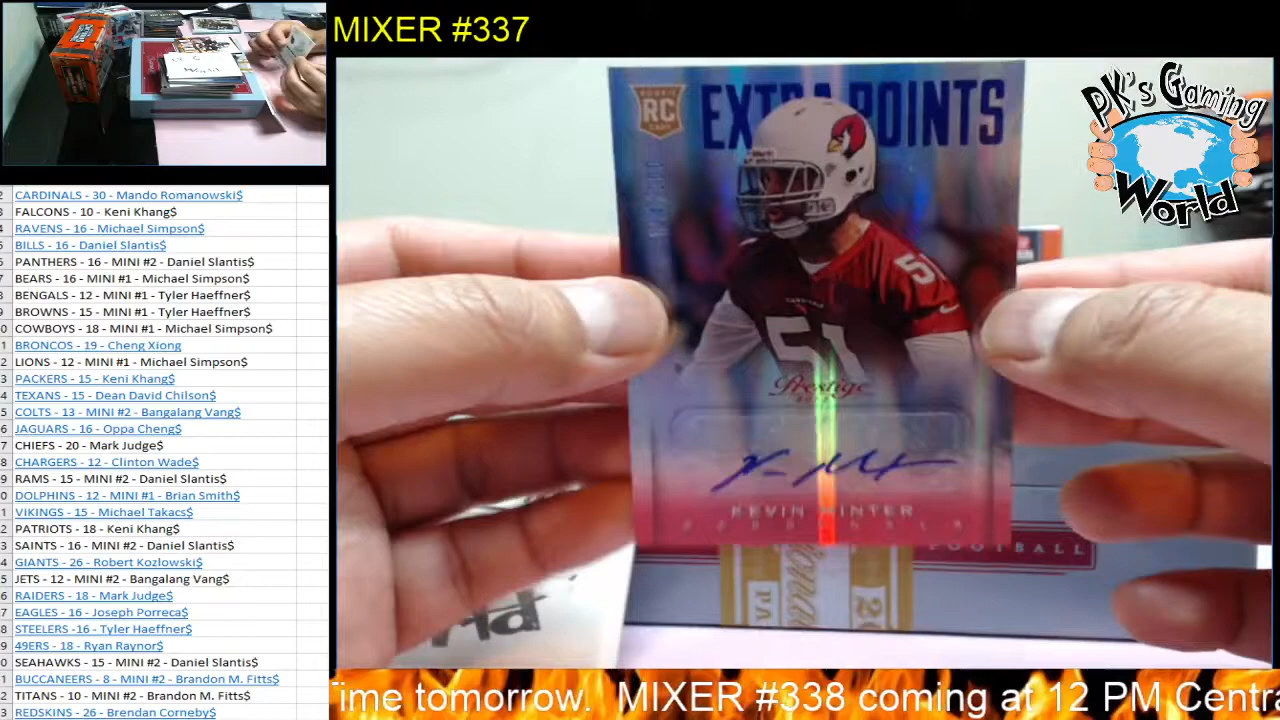 MIXER #337
PK's Gaming
World
CARDINALS - 30 - Mando Romanowski$
FALCONS - 10 - Keni Khang$
RAVENS - 16 - Michael Simpson$
BILLS - 16 - Daniel Slantis$
PANTHERS - 16 - MINI #2 - Daniel Slantis$
BEARS - 16 - MINI #1 - Michael Simpson$
BENGALS - 12 - MINI #1 - Tyler Haeffner$
BROWNS - 15 - MINI #1 - Tyler Haeffner$
COWBOYS - 18 - MINI #1 - Michael Simpson$
BRONCOS - 19 - Cheng Xiong
LIONS - 12 - MINI #1 - Michael Simpson$
PACKERS - 15 - Keni Khang$
TEXANS - 15 - Dean David Chilson$
COLTS - 13 - MINI #2 - Bangalang Vang$
JAGUARS - 16 - Oppa Cheng$
CHIEFS - 20 - Mark Judge$
CHARGERS - 12 - Clinton Wade$
RAMS - 15 - MINI #2 - Daniel Slantis$
DOLPHINS - 12 - MINI #1 - Brian Smith$
VIKINGS - 15 - Michael Takacs$
PATRIOTS - 18 - Keni Khang$
SAINTS - 16 - MINI #2 - Daniel Slantis$
GIANTS - 26 - Robert Kozlowski$
JETS - 12 - MINI #2 - Bangalang Vang$
RAIDERS - 18 - Mark Judge$
EAGLES - 16 - Joseph Porreca$
STEELERS -16 - Tyler Haeffner$
49ERS - 18 - Ryan Raynor$
SEAHAWKS - 15 - MINI #2 - Daniel Slantis$
BUCCANEERS - 8 - MINI #2 - Brandon M. Fitts$
TITANS - 10 - MINI #2 - Brandon M. Fitts$
REDSKINS - 26 - Brendan Corneby$
ROOKIE
RC
CARD
EXTRA POINTS
51
51
Prestige
KEVIN MINTER
FOOTBALL
PA
20
Time tomorrow. MIXER #338 coming at 12 PM Centra